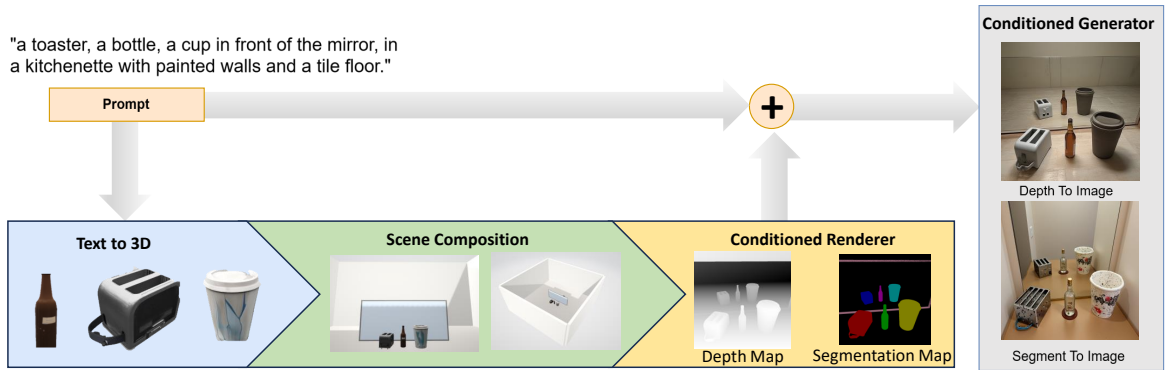 "a toaster, a bottle, a cup in front of the mirror, in
a kitchenette with painted walls and a tile floor."
Prompt
+
Conditioned Generator
Depth To Image
Segment To Image
Text to 3D
Scene Composition
Conditioned Renderer
Depth Map
Segmentation Map